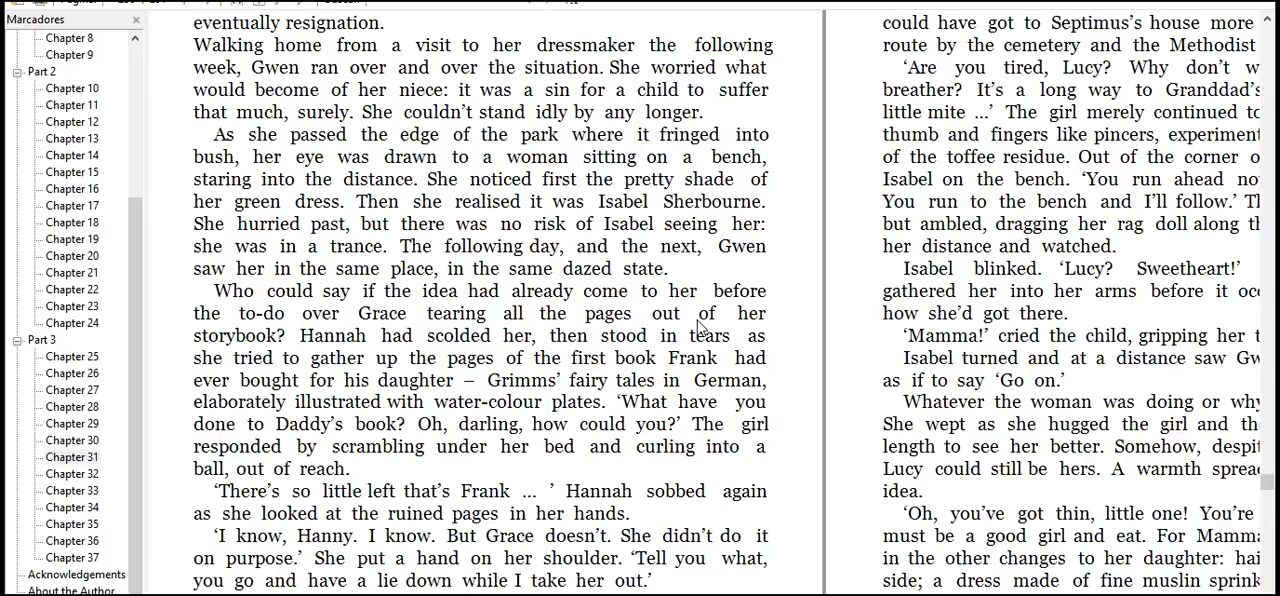 Marcadores
Chapter 8
Chapter 9
Part 2
Chapter 10
Chapter 11
Chapter 12
Chapter 13
Chapter 14
Chapter 15
Chapter 16
Chapter 17
Chapter 18
Chapter 19
Chapter 20
Chapter 21
Chapter 22
Chapter 23
Chapter 24
Part 3
Chapter 25
Chapter 26
Chapter 27
Chapter 28
Chapter 29
Chapter 30
Chapter 31
Chapter 32
Chapter 33
Chapter 34
Chapter 35
Chapter 36
Chapter 37
Acknowledgements
About the Author
eventually resignation.
Walking home from a visit to her dressmaker the following
week, Gwen ran over and over the situation. She worried what
would become of her niece: it was a sin for a child to suffer
that much, surely. She couldn't stand idly by any longer.
As she passed the edge of the park where it fringed into
bush, her eye was drawn to a woman sitting on a bench,
staring into the distance. She noticed first the pretty shade of
her green dress. Then she realised it was Isabel Sherbourne.
She hurried past, but there was no risk of Isabel seeing her:
she was in a trance. The following day, and the next, Gwen
saw her in the same place, in the same dazed state.
Who could say if the idea had already come to her before
the to-do over Grace tearing all the pages out of her
storybook? Hannah had scolded her, then stood in tears as
she tried to gather up the pages of the first book Frank had
ever bought for his daughter – Grimms' fairy tales in German,
elaborately illustrated with water-colour plates. 'What have you
done to Daddy's book? Oh, darling, how could you?' The girl
responded by scrambling under her bed and curling into a
ball, out of reach.
'There's so little left that's Frank ... ' Hannah sobbed again
as she looked at the ruined pages in her hands.
'I know, Hanny. I know. But Grace doesn't. She didn't do it
on purpose.' She put a hand on her shoulder. 'Tell you what,
you go and have a lie down while I take her out.'
could have got to Septimus's house more
route by the cemetery and the Methodist
'Are you tired, Lucy? Why don't w
breather? It's a long way to Granddad's
little mite ...' The girl merely continued to
thumb and fingers like pincers, experiment
of the toffee residue. Out of the corner o
Isabel on the bench. 'You run ahead no
You run to the bench and I'll follow.' Th
but ambled, dragging her rag doll along th
her distance and watched.
Isabel blinked. 'Lucy? Sweetheart!'
gathered her into her arms before it occ
how she'd got there.
'Mamma!' cried the child, gripping her t
Isabel turned and at a distance saw Gw
as if to say 'Go on.'
Whatever the woman was doing or why
She wept as she hugged the girl and the
length to see her better. Somehow, despit
Lucy could still be hers. A warmth sprea
idea.
'Oh, you've got thin, little one! You're
must be a good girl and eat. For Mamma
in the other changes to her daughter: hai
side; a dress made of fine muslin sprink